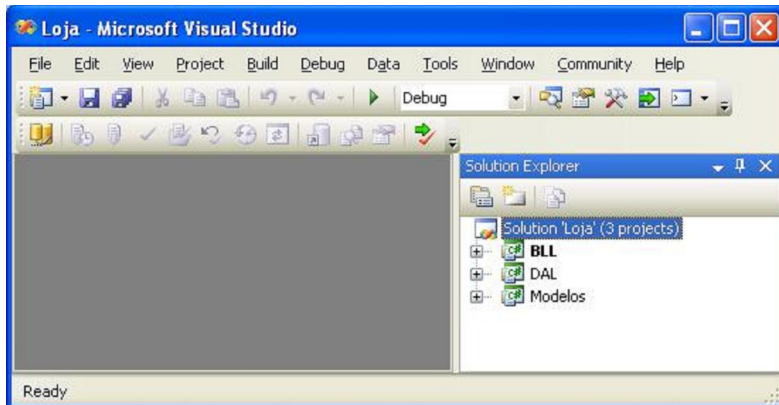 Loja - Microsoft Visual Studio
File Edit View Project Build Debug Data Tools Window Community Help
Debug
Solution Explorer
Solution 'Loja' (3 projects)
BLL
DAL
Modelos
Ready